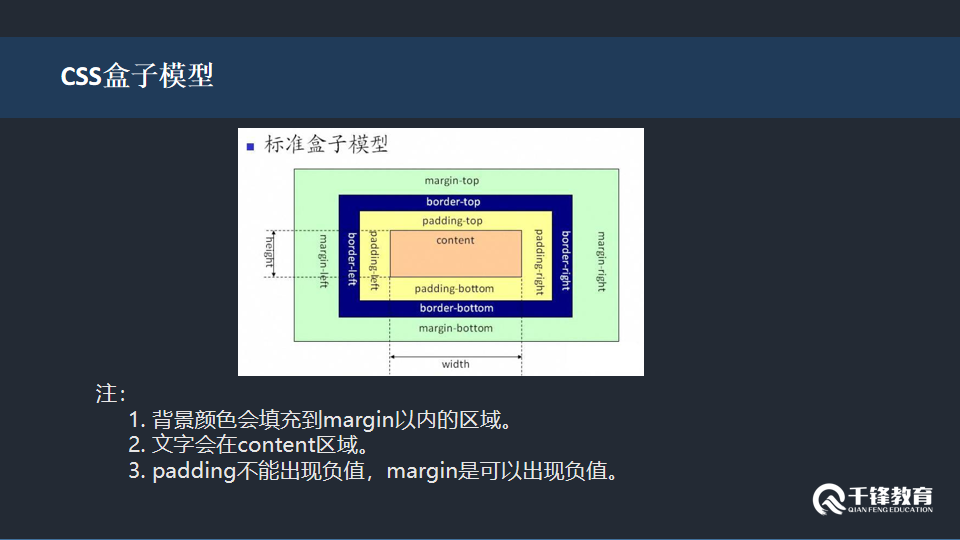 CSS盒子模型
标准盒子模型
margin-top
border-top
padding-top
content
height
margin-left
border-left
padding-left
padding-right
border-right
margin-right
padding-bottom
border-bottom
margin-bottom
width
注：
1. 背景颜色会填充到margin以内的区域。
2. 文字会在content区域。
3. padding不能出现负值，margin是可以出现负值。
千锋教育
QIAN FENG EDUCATION